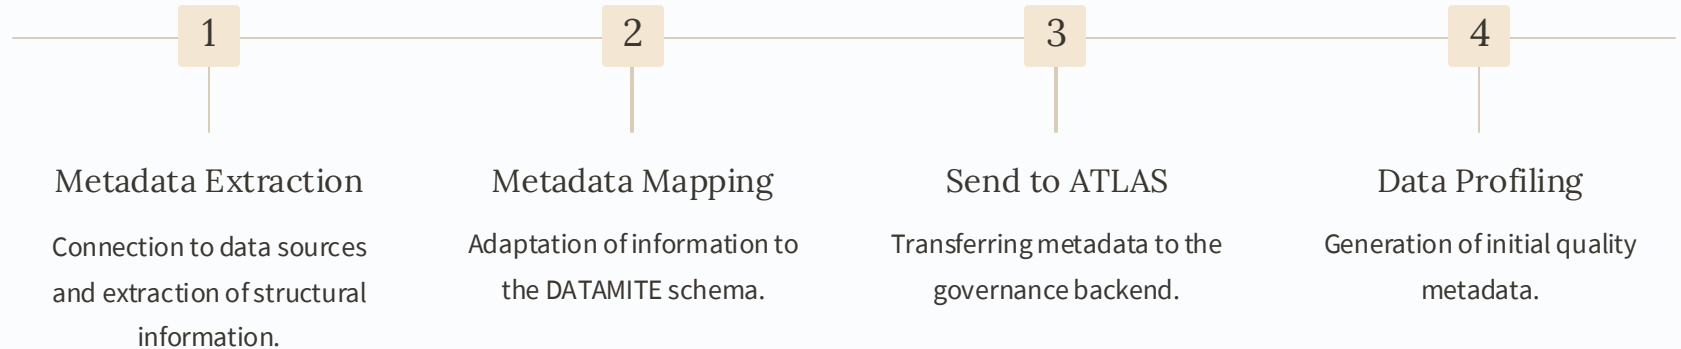 1
Metadata Extraction
Connection to data sources
and extraction of structural
information.
2
Metadata Mapping
Adaptation of information to
the DATAMITE schema.
3
Send to ATLAS
Transferring metadata to the
governance backend.
4
Data Profiling
Generation of initial quality
metadata.